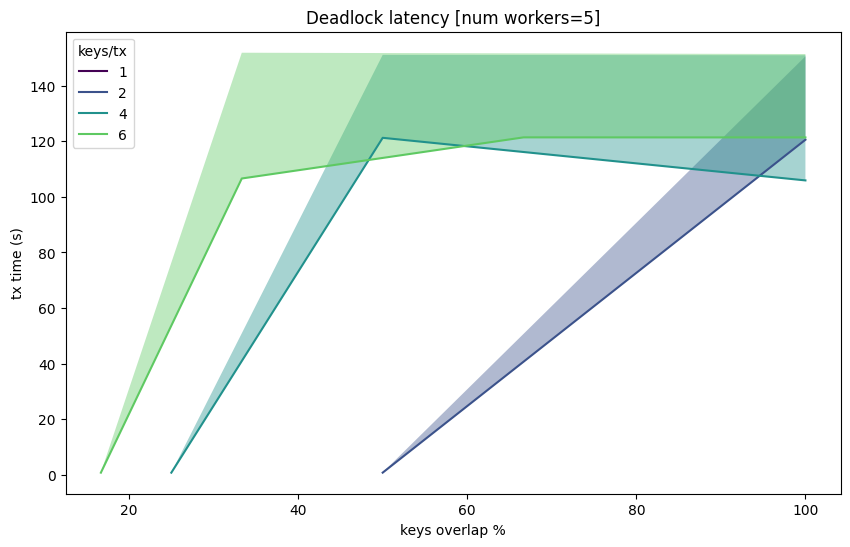 Deadlock latency [num workers=5]
keys/tx
1
2
4
6
tx time (s)
140
120
100
80
60
40
20
0
20 40 60 80 100
keys overlap %